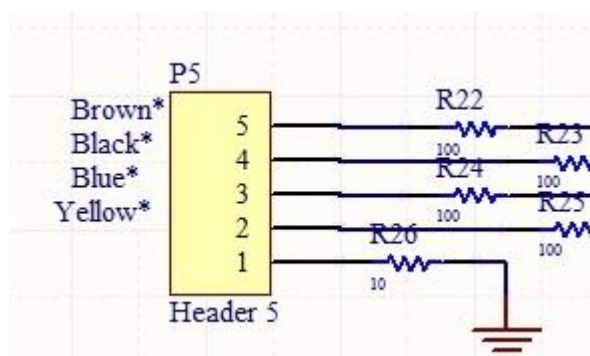 P5
Brown*
Black*
Blue*
Yellow*
5
4
3
2
1
Header 5
R22
100
R23
100
R24
100
R25
100
R26
10